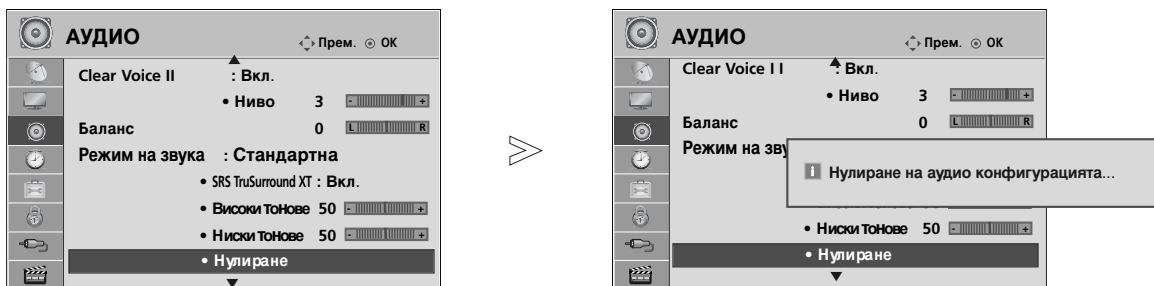 АУДИО Прем. ОК
Clear Voice II : Вкл.
• Ниво 3 - +
Баланс 0 L R
Режим на звука : Стандартна
• SRS TruSurround XT : Вкл.
• Високи тоНове 50 - +
• Ниски тоНове 50 - +
• Нулиране
>
АУДИО Прем. ОК
Clear Voice I I : Вкл.
• Ниво 3 - +
Баланс 0 L R
Режим на зву
Нулиране на аудио конфигурацията...
• Ниски тоНове 50 - +
• Нулиране